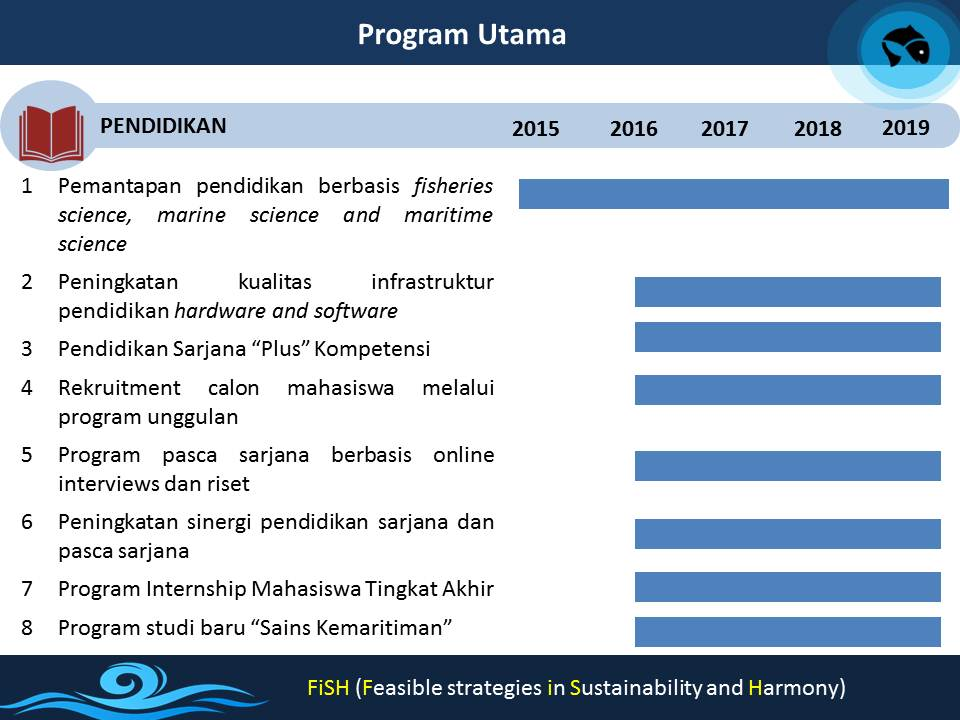 Program Utama
PENDIDIKAN 2015 2016 2017 2018 2019
1 Pemantapan pendidikan berbasis fisheries
science, marine science and maritime
science
2 Peningkatan kualitas infrastruktur
pendidikan hardware and software
3 Pendidikan Sarjana “Plus” Kompetensi
4 Rekruitment calon mahasiswa melalui
program unggulan
5 Program pasca sarjana berbasis online
interviews dan riset
6 Peningkatan sinergi pendidikan sarjana dan
pasca sarjana
7 Program Internship Mahasiswa Tingkat Akhir
8 Program studi baru “Sains Kemaritiman”
FiSH (Feasible strategies in Sustainability and Harmony)